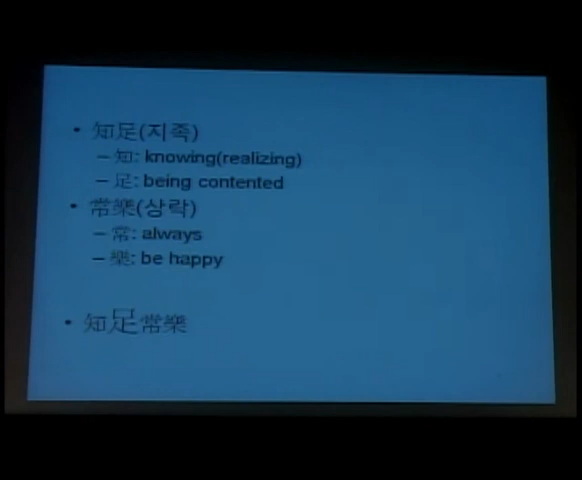 • 知足(지족)
– 知: knowing(realizing)
– 足: being contented
• 常樂(상락)
– 常: always
– 樂: be happy
• 知足常樂